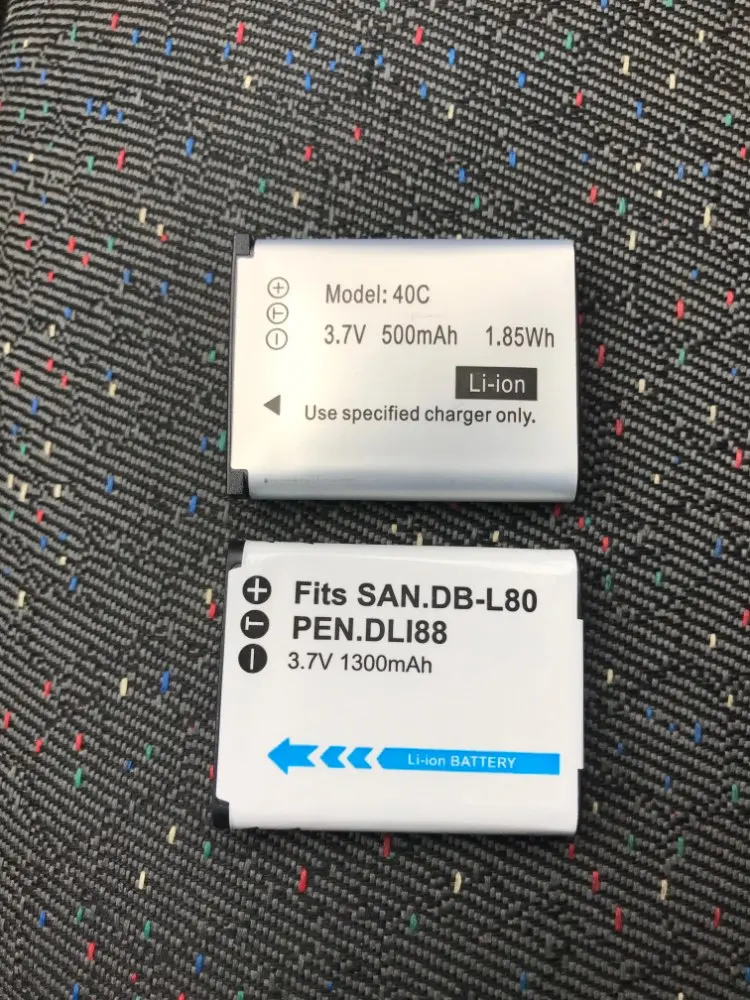 +
Model: 40C
T
3.7V 500mAh 1.85Wh
−
Li-ion
Use specified charger only.
+
Fits SAN.DB-L80
T
PEN.DLI88
−
3.7V 1300mAh
Li-ion BATTERY